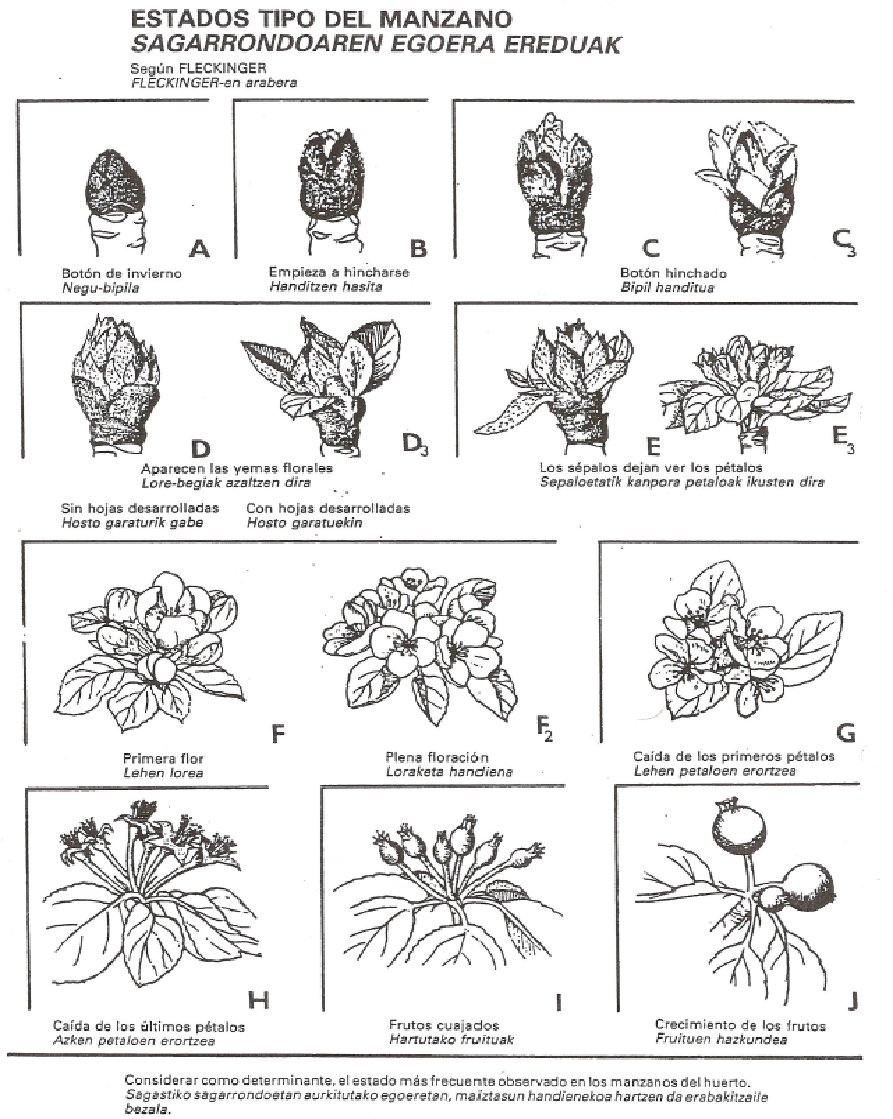 ESTADOS TIPO DEL MANZANO
SAGARRONDOAREN EGOERA EREDUAK
Según FLECKINGER
FLECKINGER-en arabera
A
B
C
C3
Botón de invierno
Negu-bipila
Empieza a hincharse
Handitzen hasita
Botón hinchado
Bipil handitua
D
D3
E
E3
Aparecen las yemas florales
Lore-begiak azaltzen dira
Los sépalos dejan ver los pétalos
Sepaloetatik kanpora petaloak ikusten dira
Sin hojas desarrolladas
Hosto garaturik gabe
Con hojas desarrolladas
Hosto garatuekin
F
F2
G
Primera flor
Lehen lorea
Plena floración
Loraketa handiena
Caída de los primeros pétalos
Lehen petaloen erortzea
H
I
J
Caída de los últimos pétalos
Azken petaloen erortzea
Frutos cuajados
Hartutako fruituak
Crecimiento de los frutos
Fruituen hazkundea
Considerar como determinante, el estado más frecuente observado en los manzanos del huerto.
Sagastiko sagarrondoetan aurkitutako egoeretan, maiztasun handienekoa hartzen da erabakitzaile
bezala.